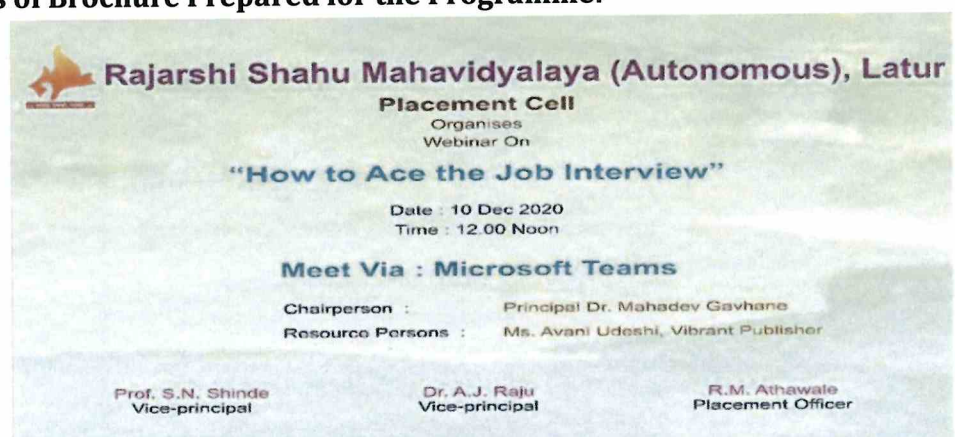 s of Brochure Prepared for the Programme:
Rajarshi Shahu Mahavidyalaya (Autonomous), Latur
Placement Cell
Organises
Webinar On
“How to Ace the Job Interview”
Date : 10 Dec 2020
Time : 12.00 Noon
Meet Via : Microsoft Teams
Chairperson : Principal Dr. Mahadev Gavhane
Resource Persons : Ms. Avani Udeshi, Vibrant Publisher
Prof. S.N. Shinde Dr. A.J. Raju R.M. Athawale
Vice-principal Vice-principal Placement Officer